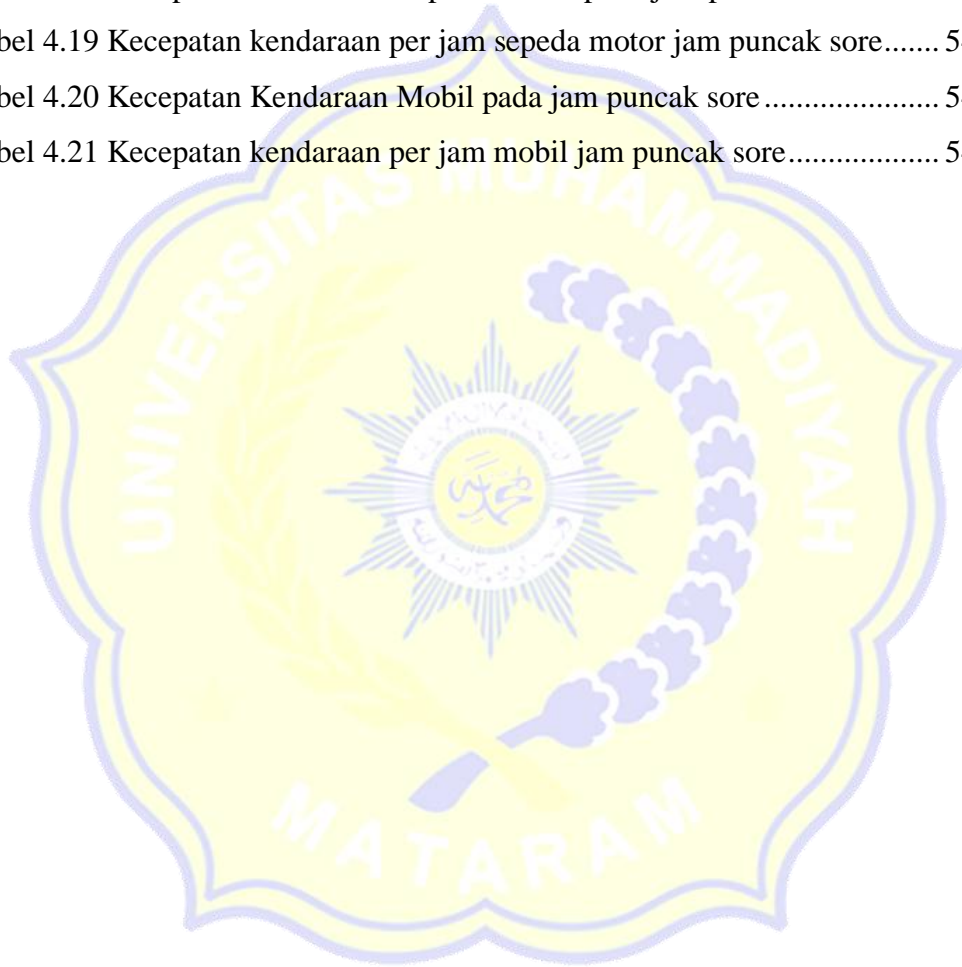 bel 4.19 Kecepatan kendaraan per jam sepeda motor jam puncak sore....... 5
bel 4.20 Kecepatan Kendaraan Mobil pada jam puncak sore..................... 5
bel 4.21 Kecepatan kendaraan per jam mobil jam puncak sore................... 5
UNIVERSITAS MUHAMMADIYAH
MATARAM